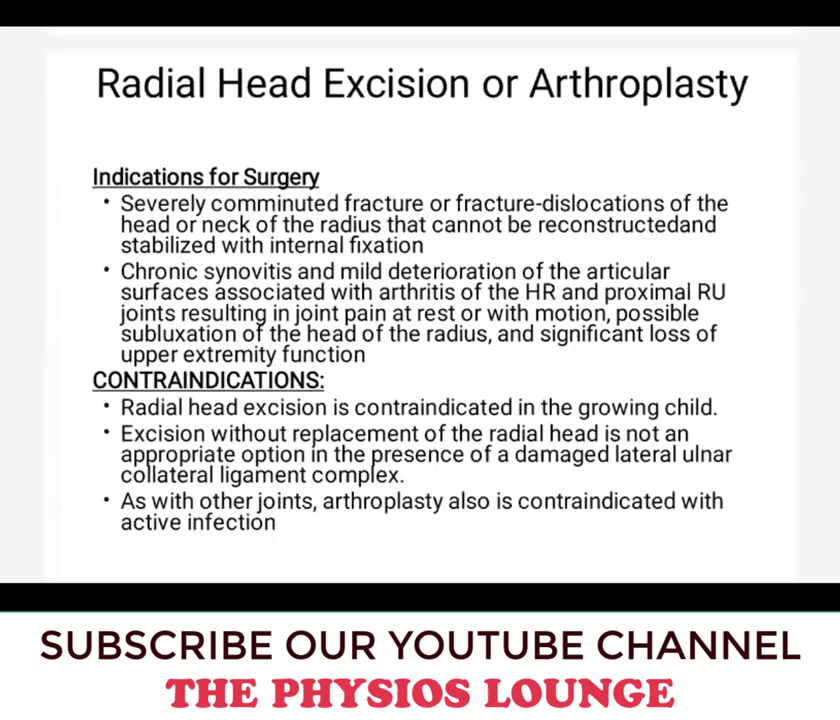 Radial Head Excision or Arthroplasty
Indications for Surgery
• Severely comminuted fracture or fracture-dislocations of the
head or neck of the radius that cannot be reconstructedand
stabilized with internal fixation
• Chronic synovitis and mild deterioration of the articular
surfaces associated with arthritis of the HR and proximal RU
joints resulting in joint pain at rest or with motion, possible
subluxation of the head of the radius, and significant loss of
upper extremity function
CONTRAINDICATIONS:
• Radial head excision is contraindicated in the growing child.
• Excision without replacement of the radial head is not an
appropriate option in the presence of a damaged lateral ulnar
collateral ligament complex.
• As with other joints, arthroplasty also is contraindicated with
active infection
SUBSCRIBE OUR YOUTUBE CHANNEL
THE PHYSIOS LOUNGE